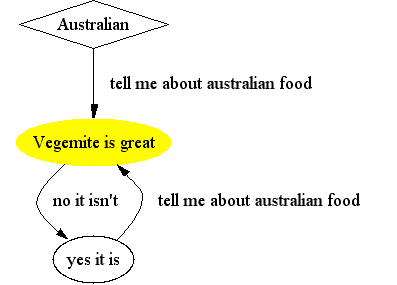 Australian
tell me about australian food
Vegemite is great
no it isn't
tell me about australian food
yes it is